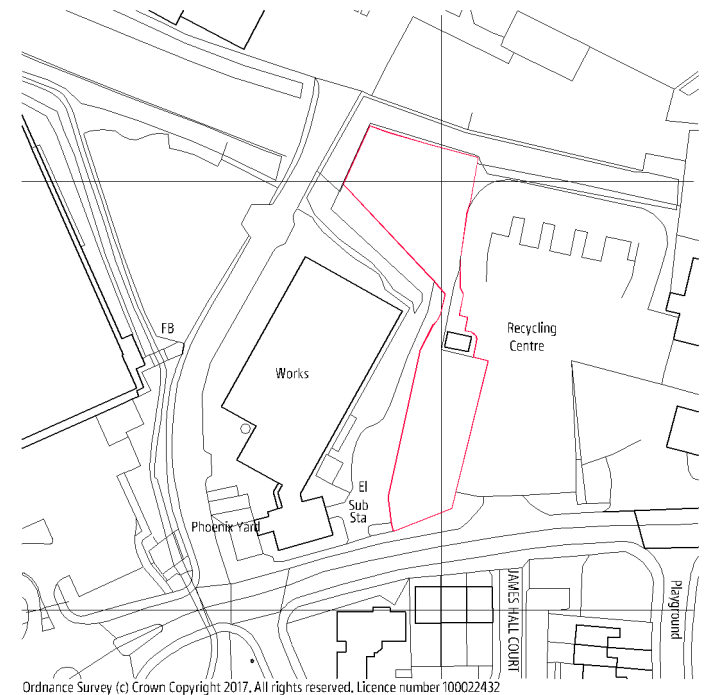 FB
Recycling
Centre
Works
El
Sub
Sta
Phoenix Yard
JAMES HALL COURT
Playground
Ordnance Survey (c) Crown Copyright 2017. All rights reserved. Licence number 100022432